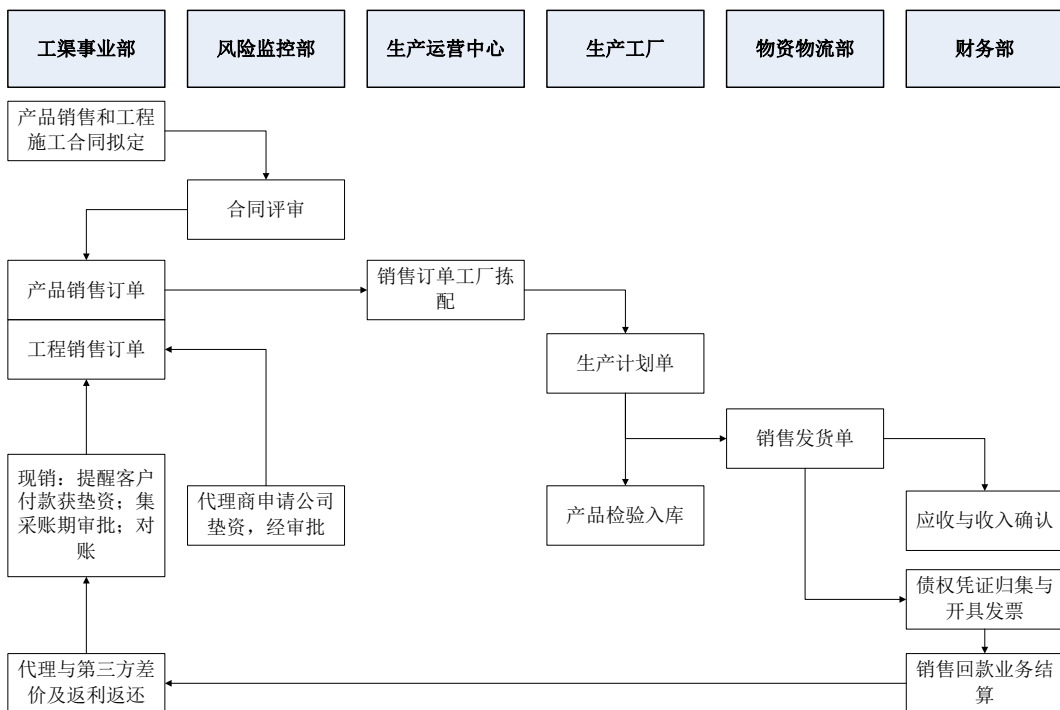 工渠事业部
风险监控部
生产运营中心
生产工厂
物资物流部
财务部
产品销售和工程
施工合同拟定
合同评审
产品销售订单
销售订单工厂拣
配
工程销售订单
生产计划单
销售发货单
现销：提醒客户
付款获垫资；集
采账期审批；对
账
代理商申请公司
垫资，经审批
产品检验入库
应收与收入确认
债权凭证归集与
开具发票
代理与第三方差
价及返利返还
销售回款业务结
算